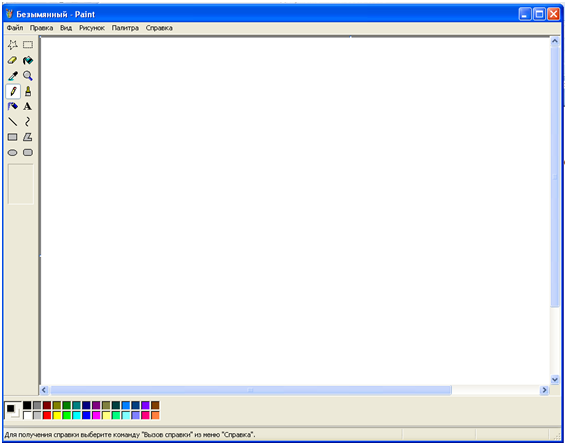 Безымянный - Paint
Файл Правка Вид Рисунок Палитра Справка
A
Для получения справки выберите команду "Вызов справки" из меню "Справка".